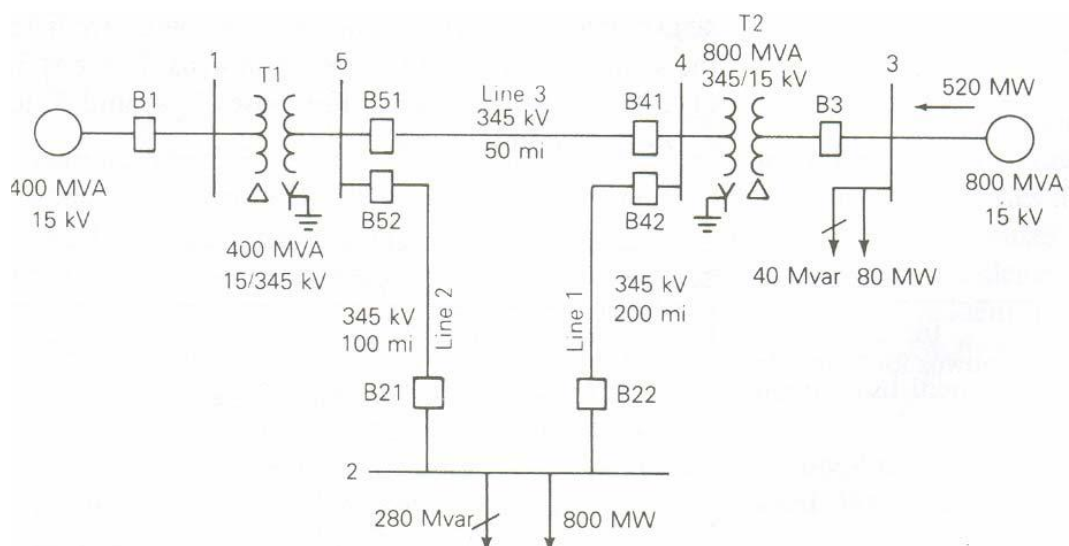 T2
800 MVA
345/15 kV
1
T1
5
4
3
B1
B51
Line 3
345 kV
50 mi
B41
B3
520 MW
400 MVA
15 kV
Δ
Y
B52
B42
Y
Δ
800 MVA
15 kV
400 MVA
15/345 kV
40 Mvar
80 MW
345 kV
100 mi
Line 2
Line 1
345 kV
200 mi
B21
B22
2
280 Mvar
800 MW